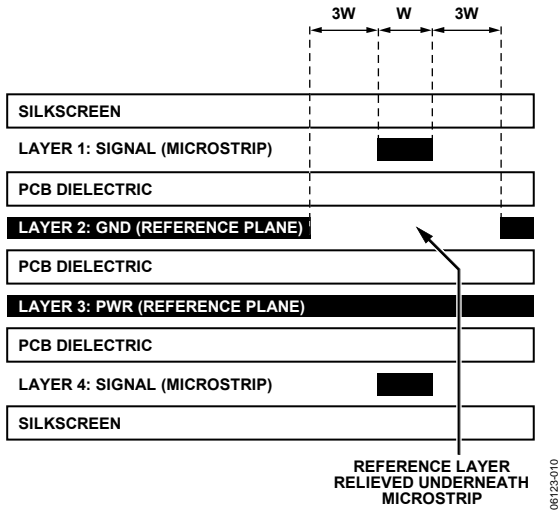 3W W 3W
SILKSCREEN
LAYER 1: SIGNAL (MICROSTRIP)
PCB DIELECTRIC
LAYER 2: GND (REFERENCE PLANE)
PCB DIELECTRIC
LAYER 3: PWR (REFERENCE PLANE)
PCB DIELECTRIC
LAYER 4: SIGNAL (MICROSTRIP)
SILKSCREEN
REFERENCE LAYER
RELIEVED UNDERNEATH
MICROSTRIP
06123-010